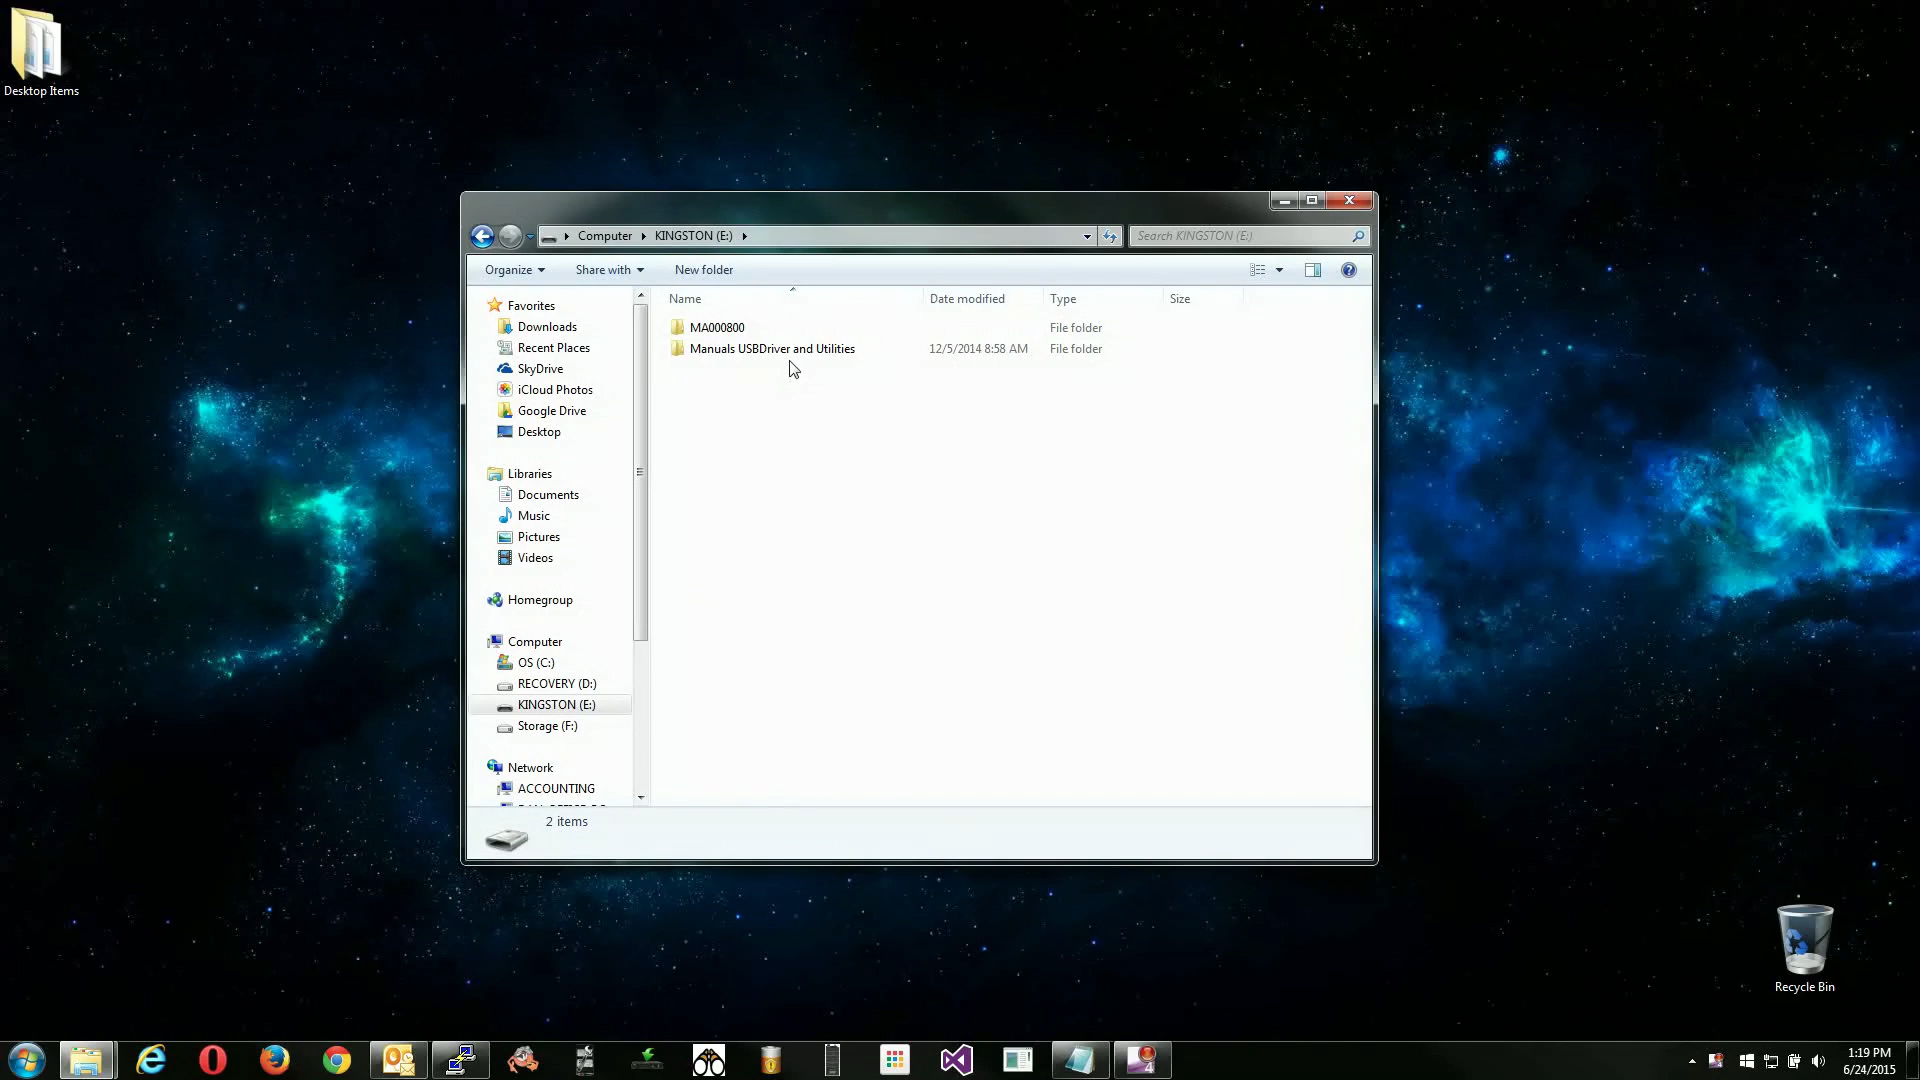 Desktop Items
Computer KINGSTON (E:)
Search KINGSTON (E:)
Organize Share with New folder
Favorites
Downloads
Recent Places
SkyDrive
iCloud Photos
Google Drive
Desktop
Libraries
Documents
Music
Pictures
Videos
Homegroup
Computer
OS (C:)
RECOVERY (D:)
KINGSTON (E:)
Storage (F:)
Network
ACCOUNTING
Name Date modified Type Size
MA000800 File folder
Manuals USBDriver and Utilities 12/5/2014 8:58 AM File folder
2 items
Recycle Bin
4
1:19 PM
6/24/2015